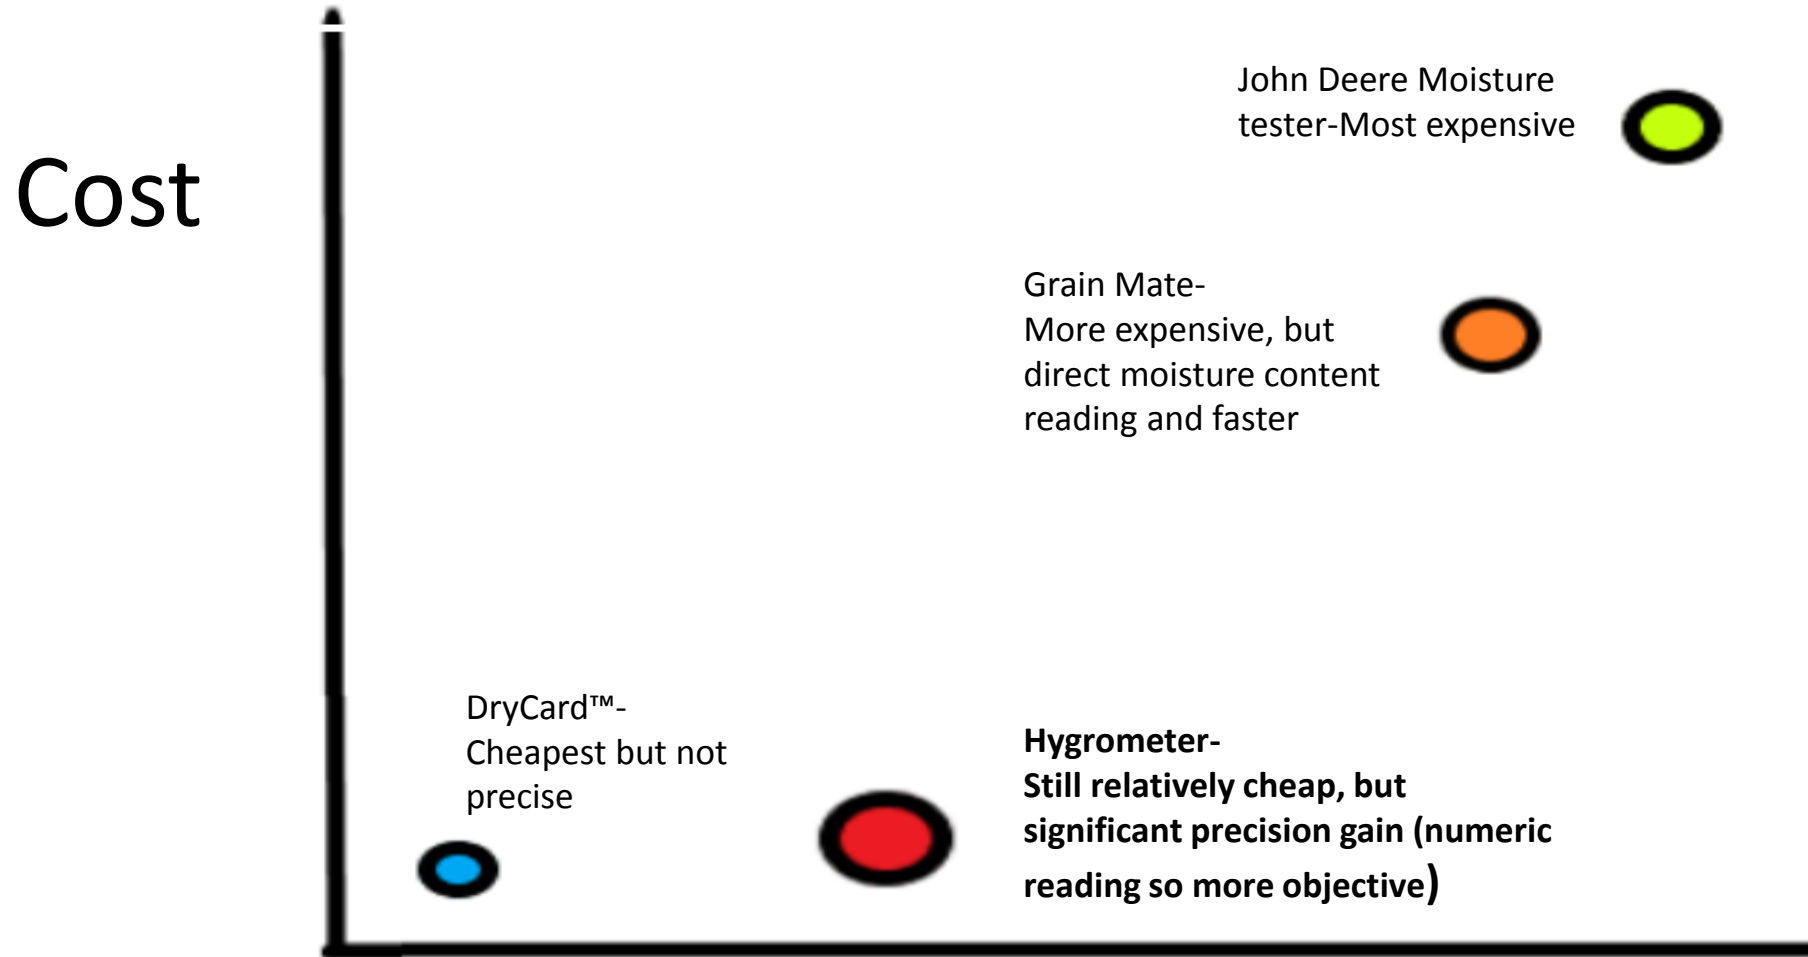 Cost
John Deere Moisture
tester-Most expensive
Grain Mate-
More expensive, but
direct moisture content
reading and faster
DryCard™-
Cheapest but not
precise
Hygrometer-
Still relatively cheap, but
significant precision gain (numeric
reading so more objective)